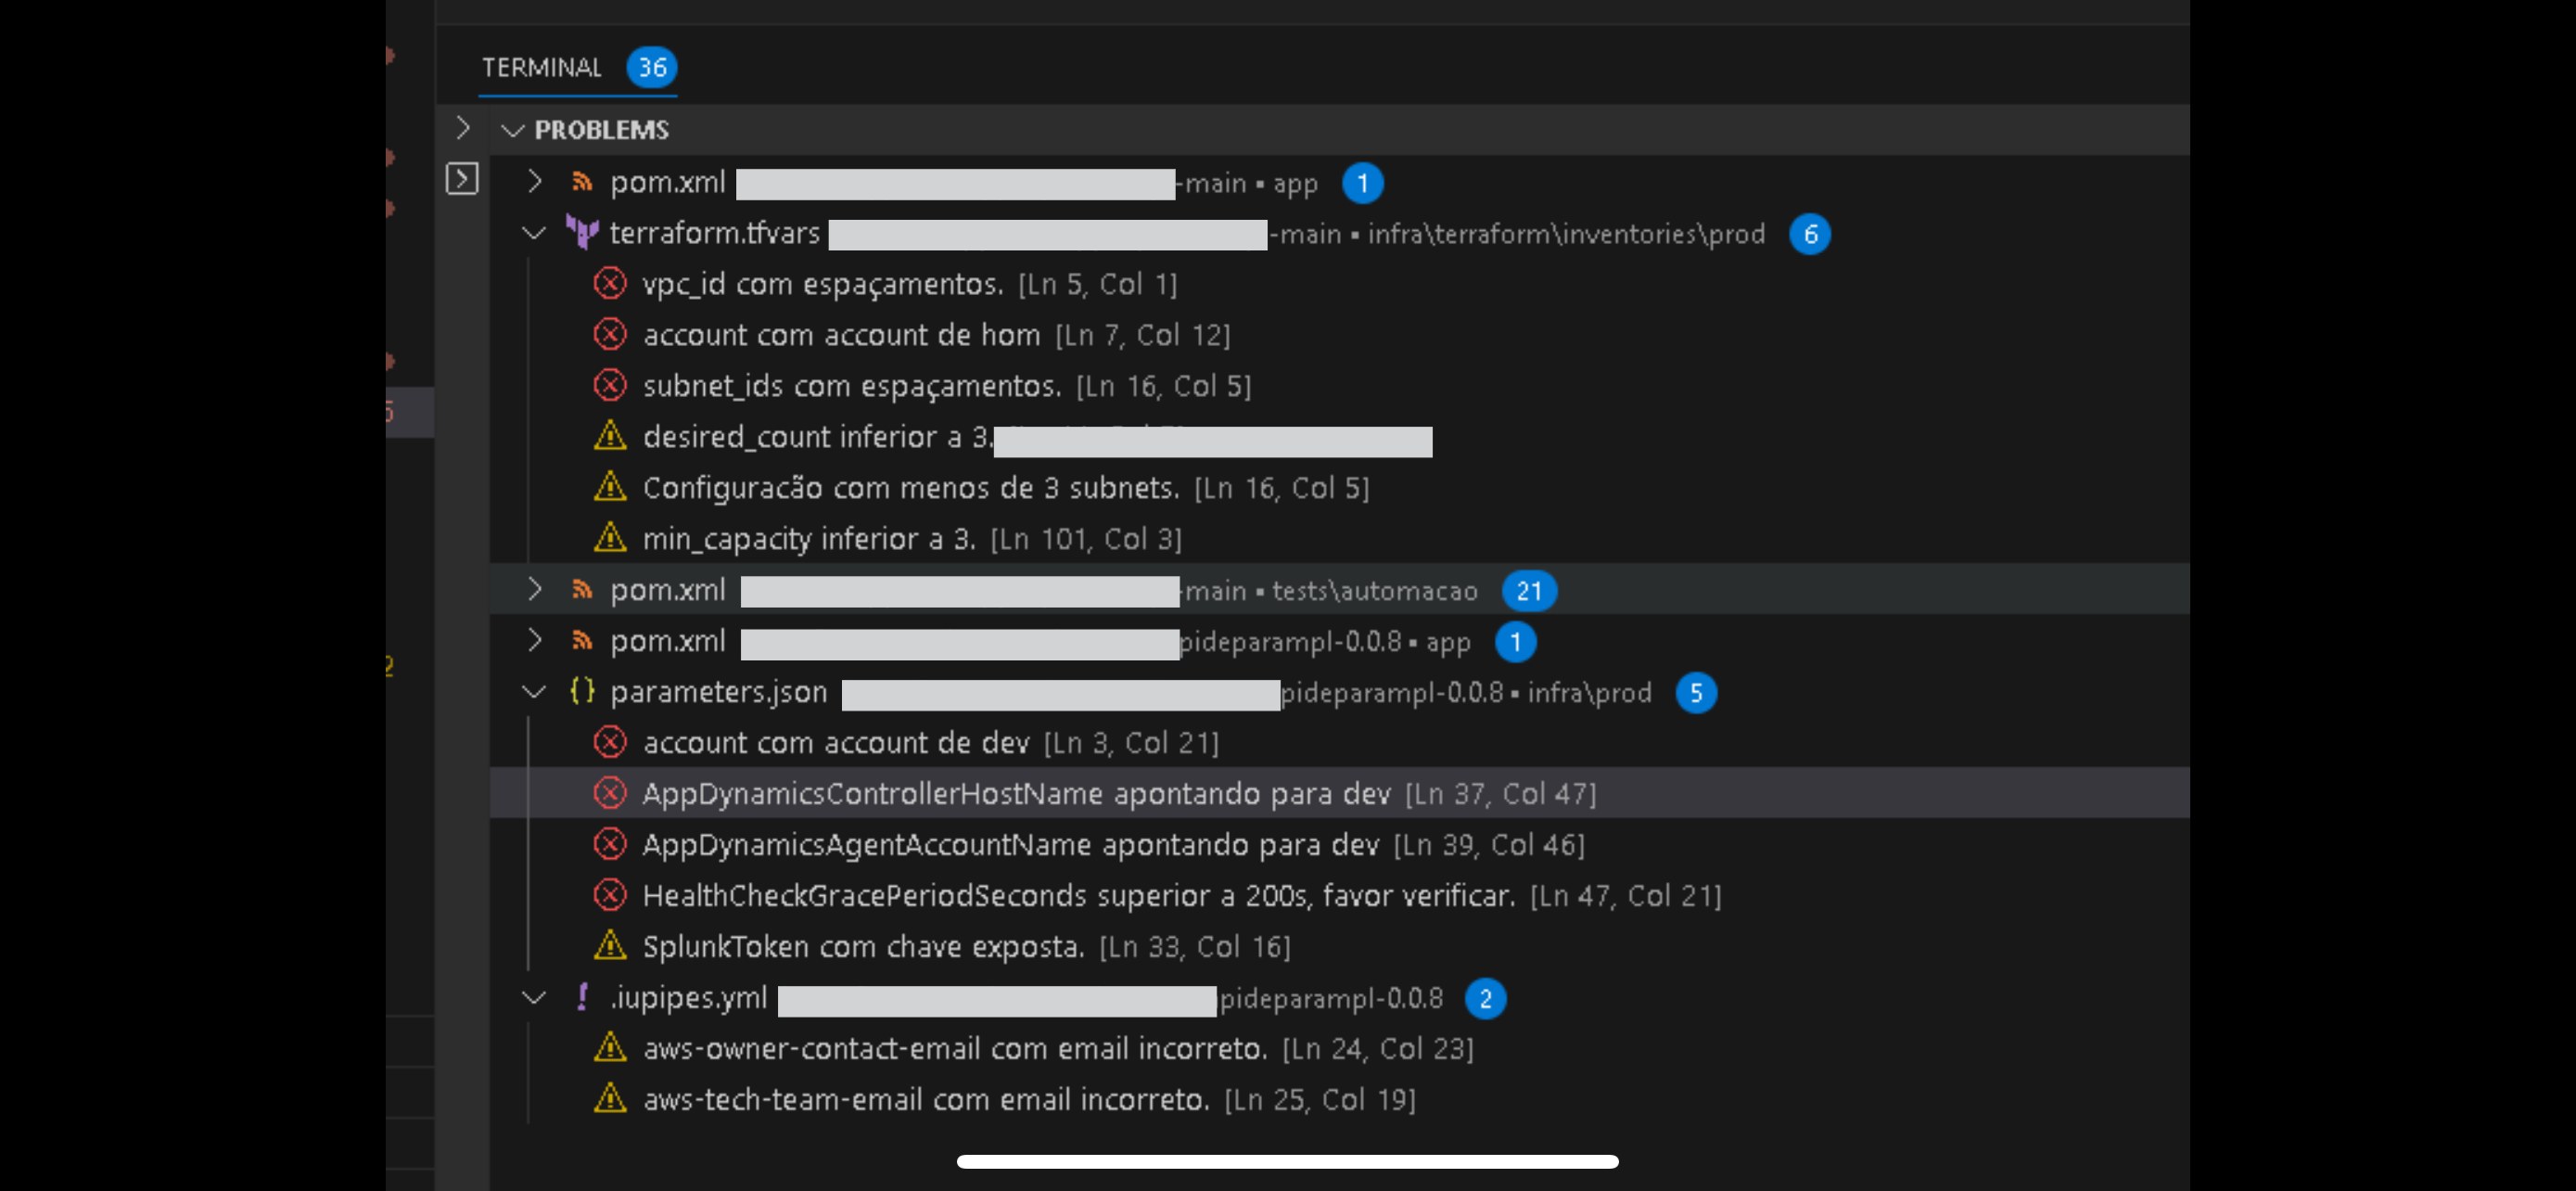 TERMINAL 36
PROBLEMS
pom.xml -main ▪ app 1
terraform.tfvars -main ▪ infra\terraform\inventories\prod 6
vpc_id com espaçamentos. [Ln 5, Col 1]
account com account de hom [Ln 7, Col 12]
subnet_ids com espaçamentos. [Ln 16, Col 5]
desired_count inferior a 3.
Configuracão com menos de 3 subnets. [Ln 16, Col 5]
min_capacity inferior a 3. [Ln 101, Col 3]
pom.xml main ▪ tests\automacao 21
pom.xml pideparampl-0.0.8 ▪ app 1
{} parameters.json pideparampl-0.0.8 ▪ infra\prod 5
account com account de dev [Ln 3, Col 21]
AppDynamicsControllerHostName apontando para dev [Ln 37, Col 47]
AppDynamicsAgentAccountName apontando para dev [Ln 39, Col 46]
HealthCheckGracePeriodSeconds superior a 200s, favor verificar. [Ln 47, Col 21]
SplunkToken com chave exposta. [Ln 33, Col 16]
! .iupipes.yml pideparampl-0.0.8 2
aws-owner-contact-email com email incorreto. [Ln 24, Col 23]
aws-tech-team-email com email incorreto. [Ln 25, Col 19]